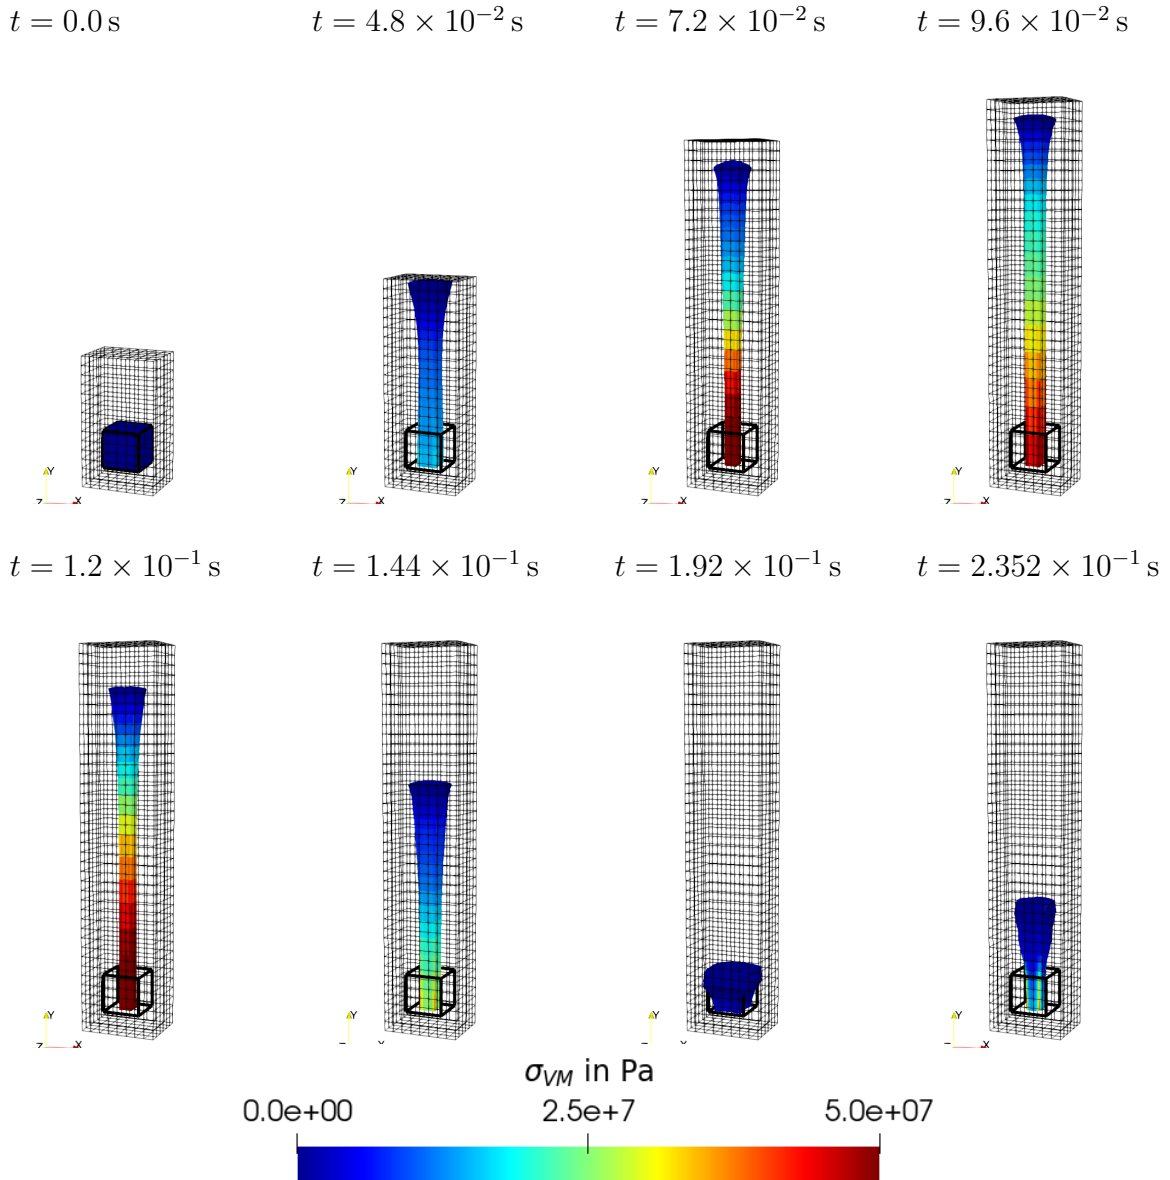 t = 0.0 s
t = 4.8 × 10⁻² s
t = 7.2 × 10⁻² s
t = 9.6 × 10⁻² s
Y
Z X
Y
Z X
Y
Z X
Y
Z X
t = 1.2 × 10⁻¹ s
t = 1.44 × 10⁻¹ s
t = 1.92 × 10⁻¹ s
t = 2.352 × 10⁻¹ s
Y
Z X
Y
X
Y
X
Y
Z X
σVM in Pa
0.0e+00 2.5e+7 5.0e+07